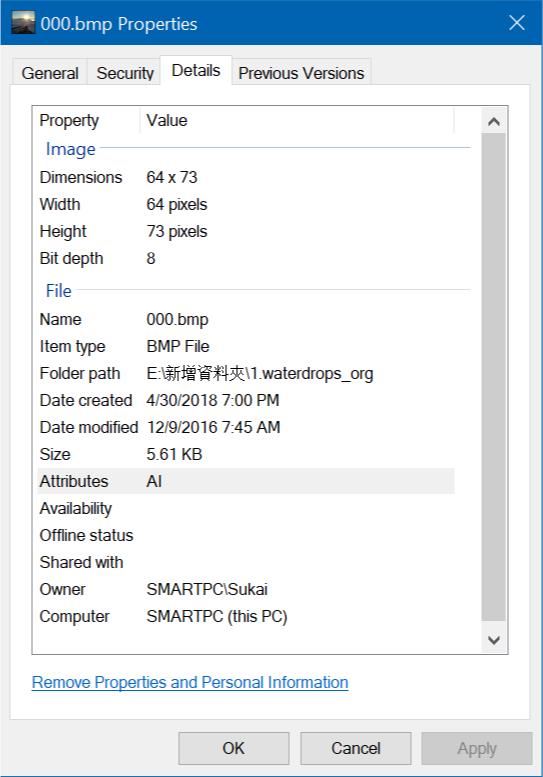 000.bmp Properties
General Security Details Previous Versions
Property Value
Image
Dimensions 64 x 73
Width 64 pixels
Height 73 pixels
Bit depth 8
File
Name 000.bmp
Item type BMP File
Folder path E:\新增資料夾\1.waterdrops_org
Date created 4/30/2018 7:00 PM
Date modified 12/9/2016 7:45 AM
Size 5.61 KB
Attributes AI
Availability
Offline status
Shared with
Owner SMARTPC\Sukai
Computer SMARTPC (this PC)
Remove Properties and Personal Information
OK Cancel Apply